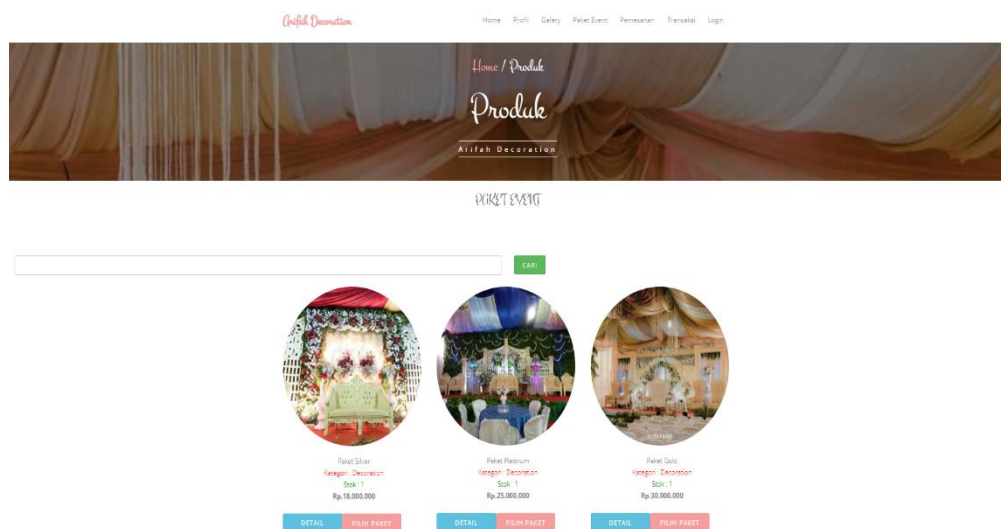 Arifah Decoration
Home Profil Galery Paket Event Pemesanan Transaksi Login
Home / Produk
Produk
Arifah Decoration
PAKET EVENT
CARI
Paket Silver
Kategori : Decoration
Stok : 1
Rp.18.000.000
DETAIL PILIH PAKET
Paket Platinum
Kategori : Decoration
Stok : 1
Rp.25.000.000
DETAIL PILIH PAKET
Paket Gold
Kategori : Decoration
Stok : 1
Rp.30.000.000
DETAIL PILIH PAKET